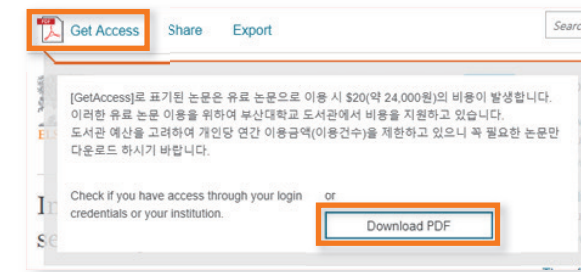 PDF
Get Access Share Export
[GetAccess]로 표기된 논문은 유료 논문으로 이용 시 $20(약 24,000원)의 비용이 발생합니다.
이러한 유료 논문 이용을 위하여 부산대학교 도서관에서 비용을 지원하고 있습니다.
도서관 예산을 고려하여 개인당 연간 이용금액(이용건수)을 제한하고 있으니 꼭 필요한 논문만
다운로드 하시기 바랍니다.
Check if you have access through your login
credentials or your institution.
or
Download PDF